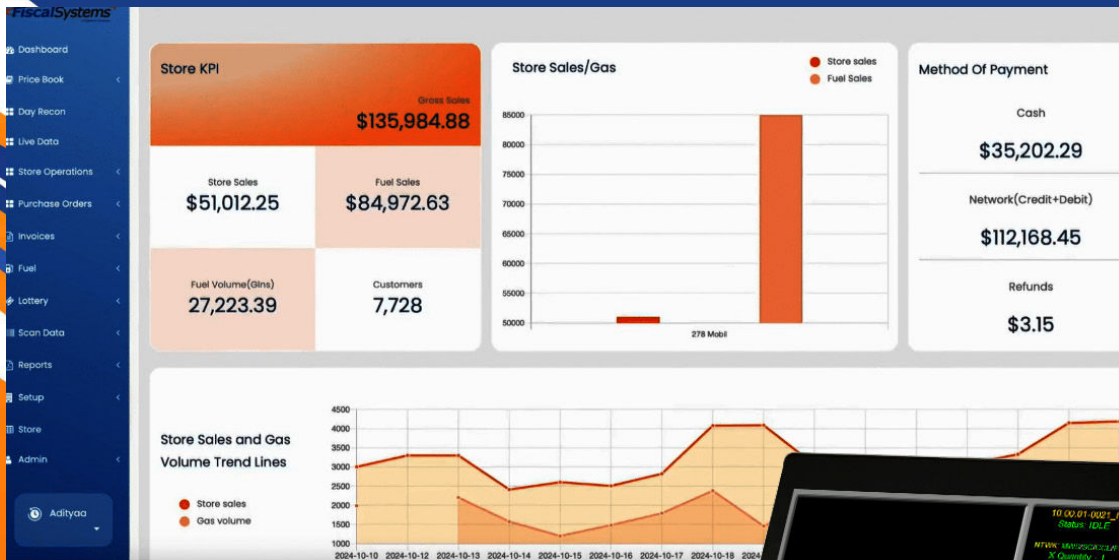 FiscalSystems
Dashboard
Price Book
Day Recon
Live Data
Store Operations
Purchase Orders
Invoices
Fuel
Lottery
Scan Data
Reports
Setup
Store
Admin
Adityaa
Store KPI
Gross Sales
$135,984.88
Store Sales
$51,012.25
Fuel Sales
$84,972.63
Fuel Volume(Glns)
27,223.39
Customers
7,728
Store Sales/Gas
Store sales
Fuel Sales
85000
80000
75000
70000
65000
60000
55000
50000
278 Mobil
Method Of Payment
Cash
$35,202.29
Network(Credit+Debit)
$112,168.45
Refunds
$3.15
Store Sales and Gas
Volume Trend Lines
Store sales
Gas volume
4500
4000
3500
3000
2500
2000
1500
1000
2024-10-10 2024-10-12 2024-10-13 2024-10-14 2024-10-15 2024-10-16 2024-10-17 2024-10-18 2024
10.00.01-0021
Status: IDLE
X Quantity